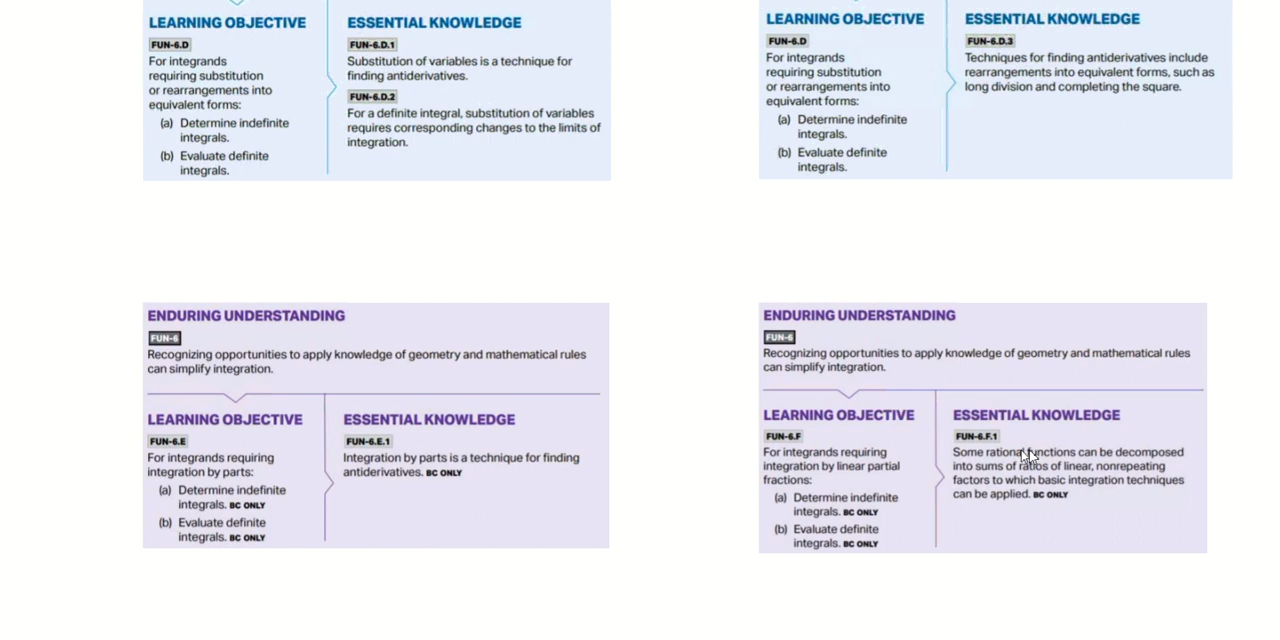 LEARNING OBJECTIVE
FUN-6.D
For integrands
requiring substitution
or rearrangements into
equivalent forms:
(a) Determine indefinite
integrals.
(b) Evaluate definite
integrals.
ESSENTIAL KNOWLEDGE
FUN-6.D.1
Substitution of variables is a technique for
finding antiderivatives.
FUN-6.D.2
For a definite integral, substitution of variables
requires corresponding changes to the limits of
integration.
LEARNING OBJECTIVE
FUN-6.D
For integrands
requiring substitution
or rearrangements into
equivalent forms:
(a) Determine indefinite
integrals.
(b) Evaluate definite
integrals.
ESSENTIAL KNOWLEDGE
FUN-6.D.3
Techniques for finding antiderivatives include
rearrangements into equivalent forms, such as
long division and completing the square.
ENDURING UNDERSTANDING
FUN-6
Recognizing opportunities to apply knowledge of geometry and mathematical rules
can simplify integration.
LEARNING OBJECTIVE
FUN-6.E
For integrands requiring
integration by parts:
(a) Determine indefinite
integrals. BC ONLY
(b) Evaluate definite
integrals. BC ONLY
ESSENTIAL KNOWLEDGE
FUN-6.E.1
Integration by parts is a technique for finding
antiderivatives. BC ONLY
ENDURING UNDERSTANDING
FUN-6
Recognizing opportunities to apply knowledge of geometry and mathematical rules
can simplify integration.
LEARNING OBJECTIVE
FUN-6.F
For integrands requiring
integration by linear partial
fractions:
(a) Determine indefinite
integrals. BC ONLY
(b) Evaluate definite
integrals. BC ONLY
ESSENTIAL KNOWLEDGE
FUN-6.F.1
Some rational functions can be decomposed
into sums of ratios of linear, nonrepeating
factors to which basic integration techniques
can be applied. BC ONLY